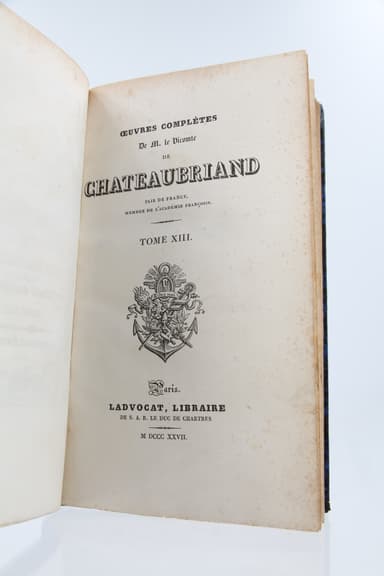 ŒUVRES COMPLÈTES
De M. le Vicomte
DE
CHATEAUBRIAND
PAIR DE FRANCE,
MEMBRE DE L'ACADÉMIE FRANÇOISE.
TOME XIII.
Paris.
LADVOCAT, LIBRAIRE
DE S. A. R. LE DUC DE CHARTRES
M DCCC XXVII.